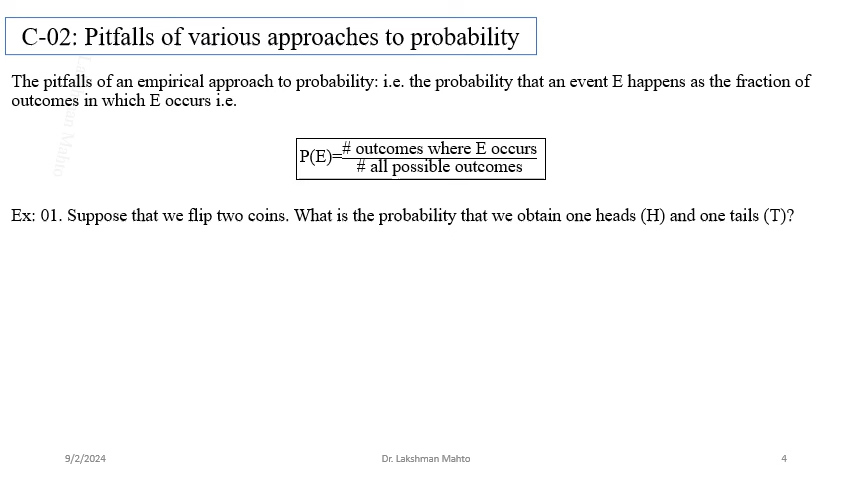 C-02: Pitfalls of various approaches to probability
The pitfalls of an empirical approach to probability: i.e. the probability that an event E happens as the fraction of
outcomes in which E occurs i.e.
P(E)=# outcomes where E occurs
# all possible outcomes
Ex: 01. Suppose that we flip two coins. What is the probability that we obtain one heads (H) and one tails (T)?
9/2/2024 Dr. Lakshman Mahto 4